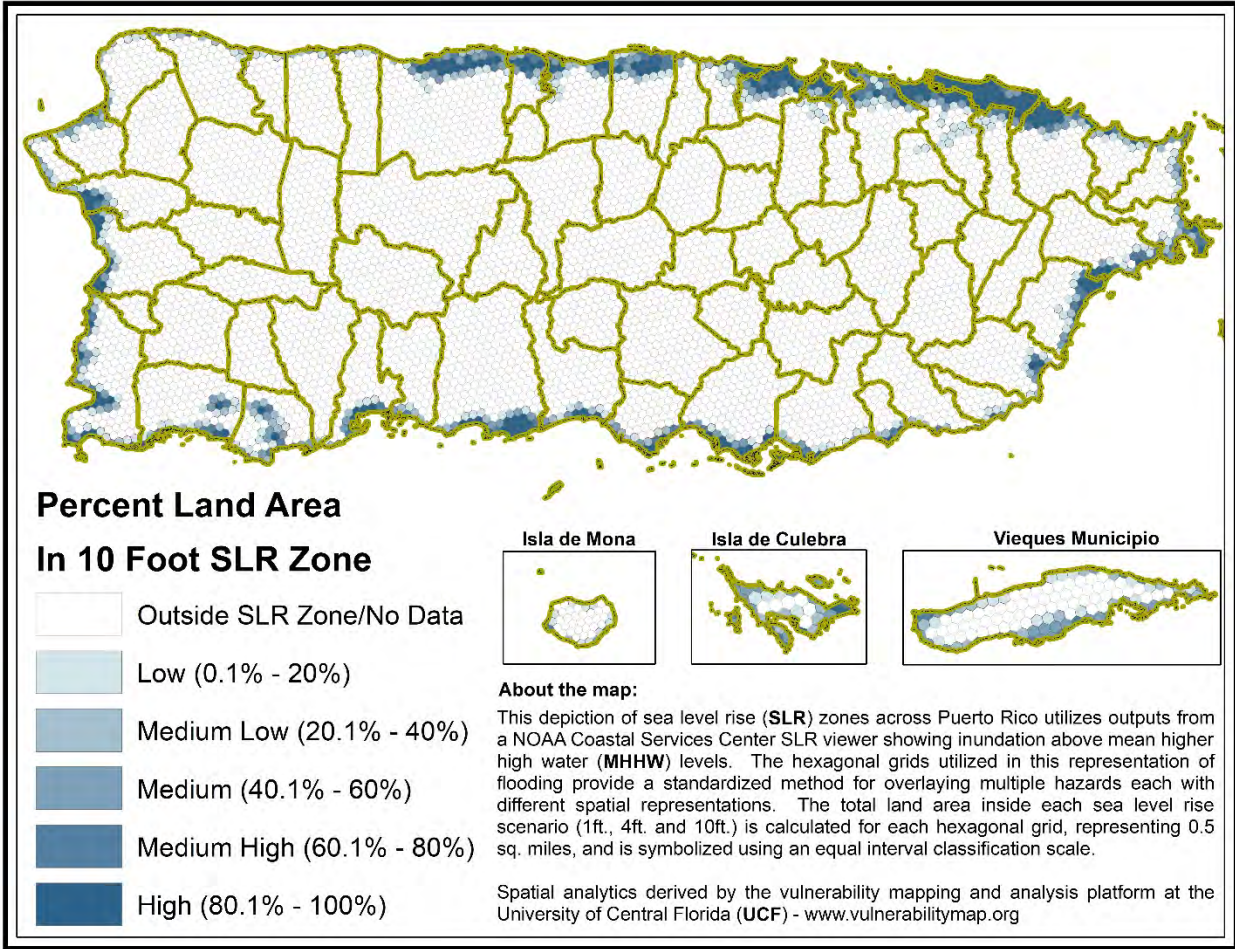 Percent Land Area
In 10 Foot SLR Zone
Outside SLR Zone/No Data
Low (0.1% - 20%)
Medium Low (20.1% - 40%)
Medium (40.1% - 60%)
Medium High (60.1% - 80%)
High (80.1% - 100%)
Isla de Mona
Isla de Culebra
Vieques Municipio
About the map:
This depiction of sea level rise (SLR) zones across Puerto Rico utilizes outputs from
a NOAA Coastal Services Center SLR viewer showing inundation above mean higher
high water (MHHW) levels. The hexagonal grids utilized in this representation of
flooding provide a standardized method for overlaying multiple hazards each with
different spatial representations. The total land area inside each sea level rise
scenario (1ft., 4ft. and 10ft.) is calculated for each hexagonal grid, representing 0.5
sq. miles, and is symbolized using an equal interval classification scale.
Spatial analytics derived by the vulnerability mapping and analysis platform at the
University of Central Florida (UCF) - www.vulnerabilitymap.org